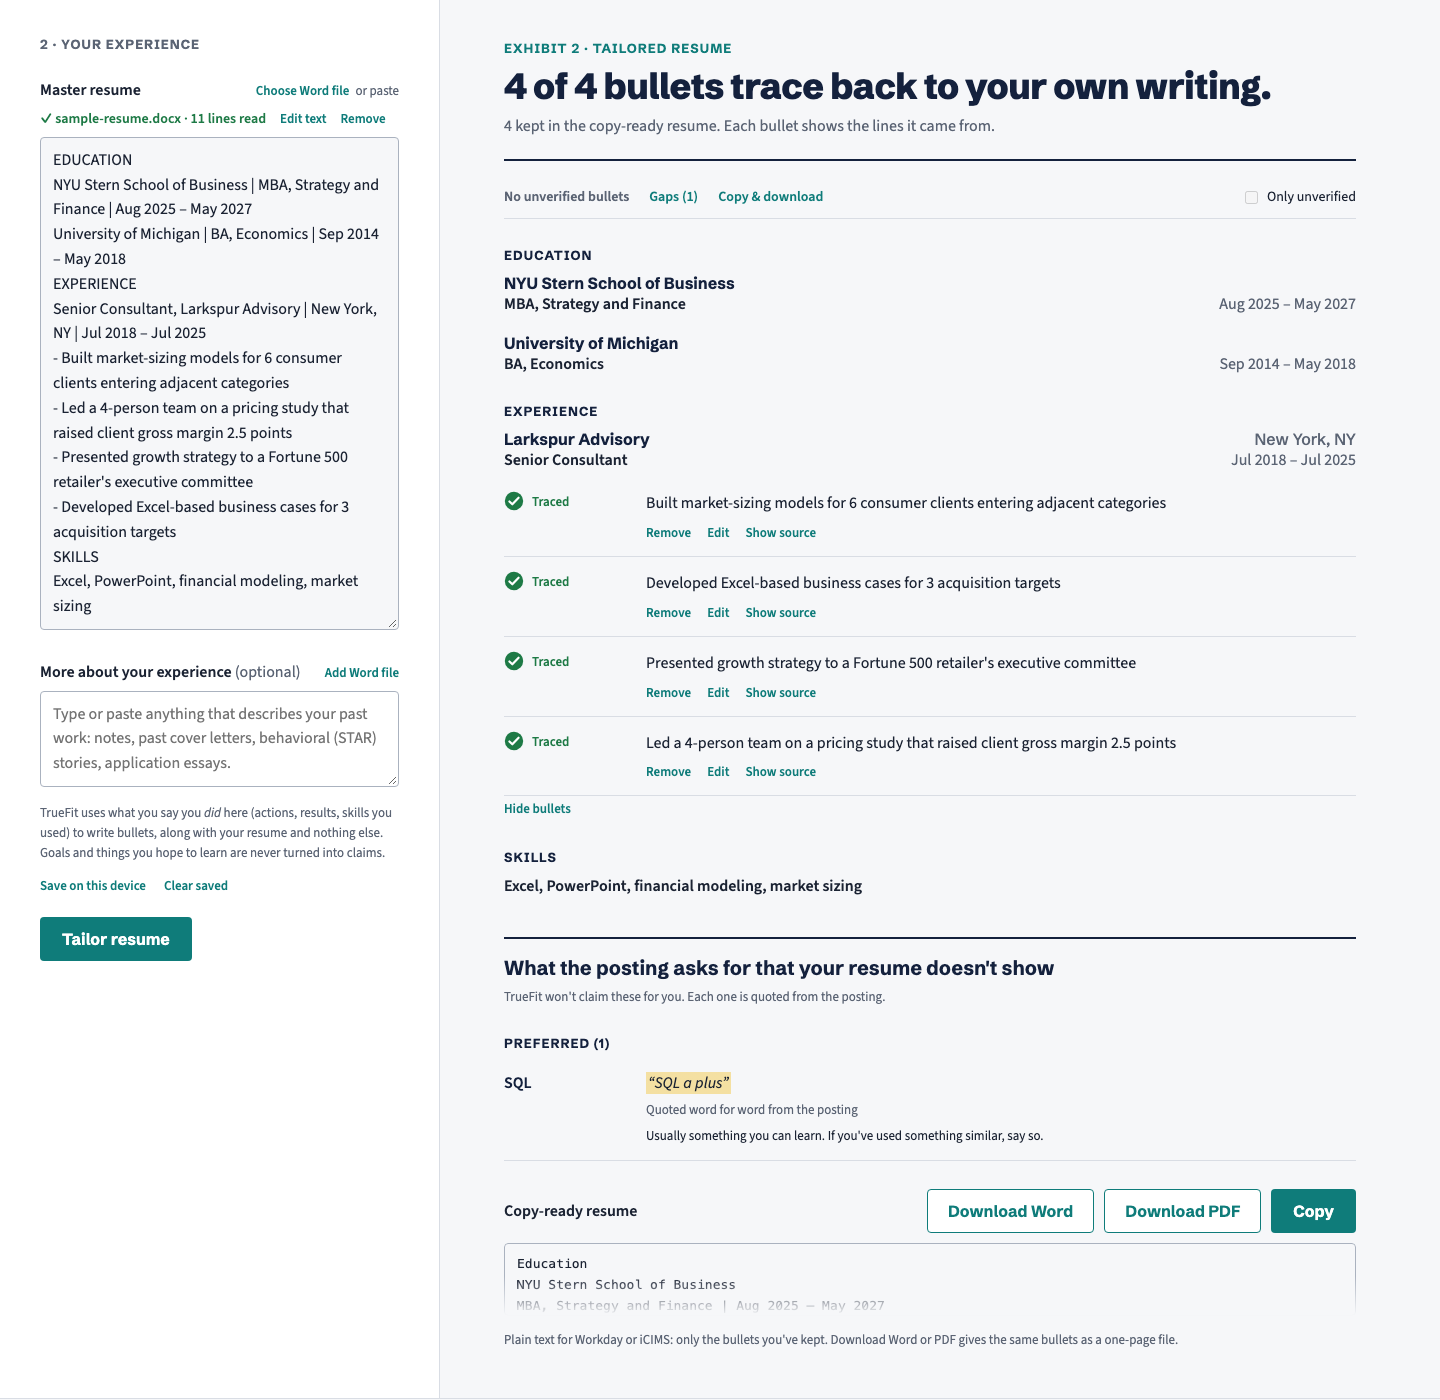 2 · YOUR EXPERIENCE
Master resume
Choose Word file or paste
✓ sample-resume.docx · 11 lines read Edit text Remove
EDUCATION
NYU Stern School of Business | MBA, Strategy and
Finance | Aug 2025 – May 2027
University of Michigan | BA, Economics | Sep 2014
– May 2018
EXPERIENCE
Senior Consultant, Larkspur Advisory | New York,
NY | Jul 2018 – Jul 2025
- Built market-sizing models for 6 consumer
clients entering adjacent categories
- Led a 4-person team on a pricing study that
raised client gross margin 2.5 points
- Presented growth strategy to a Fortune 500
retailer's executive committee
- Developed Excel-based business cases for 3
acquisition targets
SKILLS
Excel, PowerPoint, financial modeling, market
sizing
More about your experience (optional) Add Word file
Type or paste anything that describes your past
work: notes, past cover letters, behavioral (STAR)
stories, application essays.
TrueFit uses what you say you did here (actions, results, skills you
used) to write bullets, along with your resume and nothing else.
Goals and things you hope to learn are never turned into claims.
Save on this device Clear saved
Tailor resume
EXHIBIT 2 · TAILORED RESUME
4 of 4 bullets trace back to your own writing.
4 kept in the copy-ready resume. Each bullet shows the lines it came from.
No unverified bullets Gaps (1) Copy & download Only unverified
EDUCATION
NYU Stern School of Business
MBA, Strategy and Finance Aug 2025 – May 2027
University of Michigan
BA, Economics Sep 2014 – May 2018
EXPERIENCE
Larkspur Advisory New York, NY
Senior Consultant Jul 2018 – Jul 2025
Traced Built market-sizing models for 6 consumer clients entering adjacent categories
Remove Edit Show source
Traced Developed Excel-based business cases for 3 acquisition targets
Remove Edit Show source
Traced Presented growth strategy to a Fortune 500 retailer's executive committee
Remove Edit Show source
Traced Led a 4-person team on a pricing study that raised client gross margin 2.5 points
Remove Edit Show source
Hide bullets
SKILLS
Excel, PowerPoint, financial modeling, market sizing
What the posting asks for that your resume doesn't show
TrueFit won't claim these for you. Each one is quoted from the posting.
PREFERRED (1)
SQL “SQL a plus”
Quoted word for word from the posting
Usually something you can learn. If you've used something similar, say so.
Copy-ready resume Download Word Download PDF Copy
Education
NYU Stern School of Business
MBA, Strategy and Finance | Aug 2025 – May 2027
Plain text for Workday or iCIMS: only the bullets you've kept. Download Word or PDF gives the same bullets as a one-page file.